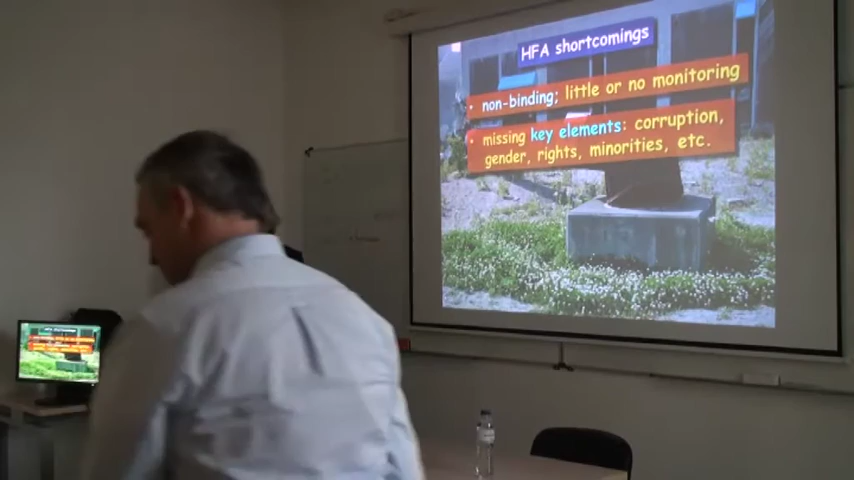 HFA shortcomings
• non-binding; little or no monitoring
• missing key elements: corruption,
gender, rights, minorities, etc.